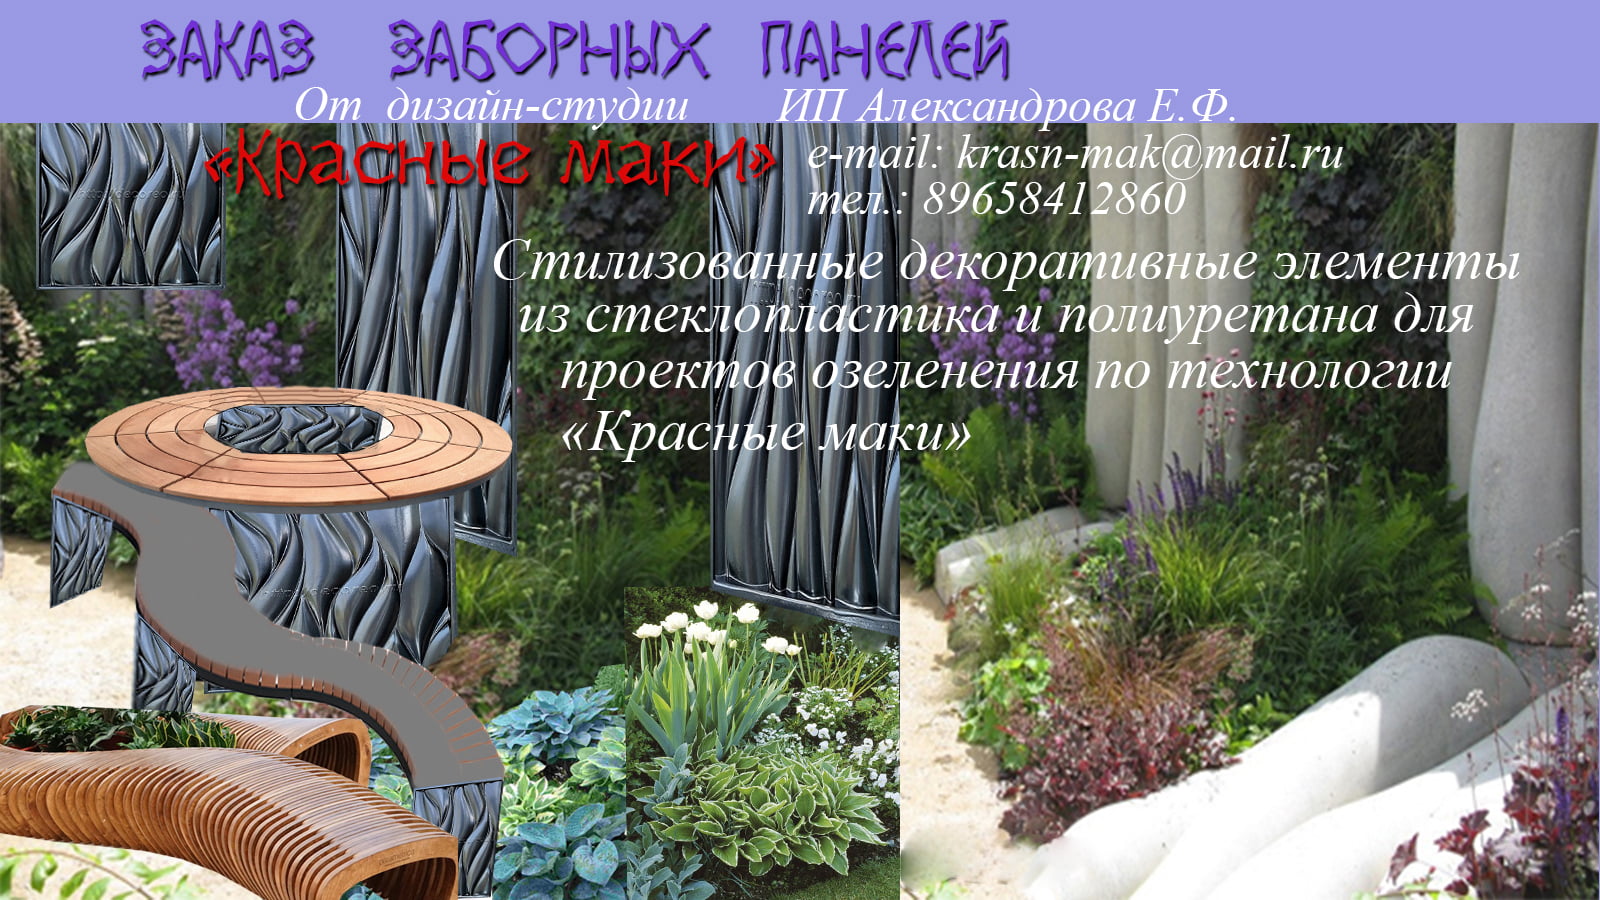 ЗАКАЗ ЗАБОРНЫХ ПАНЕЛЕЙ
От дизайн-студии ИП Александрова Е.Ф.
«Красные маки» e-mail: krasn-mak@mail.ru
тел.: 89658412860
Стилизованные декоративные элементы
из стеклопластика и полиуретана для
проектов озеленения по технологии
«Красные маки»